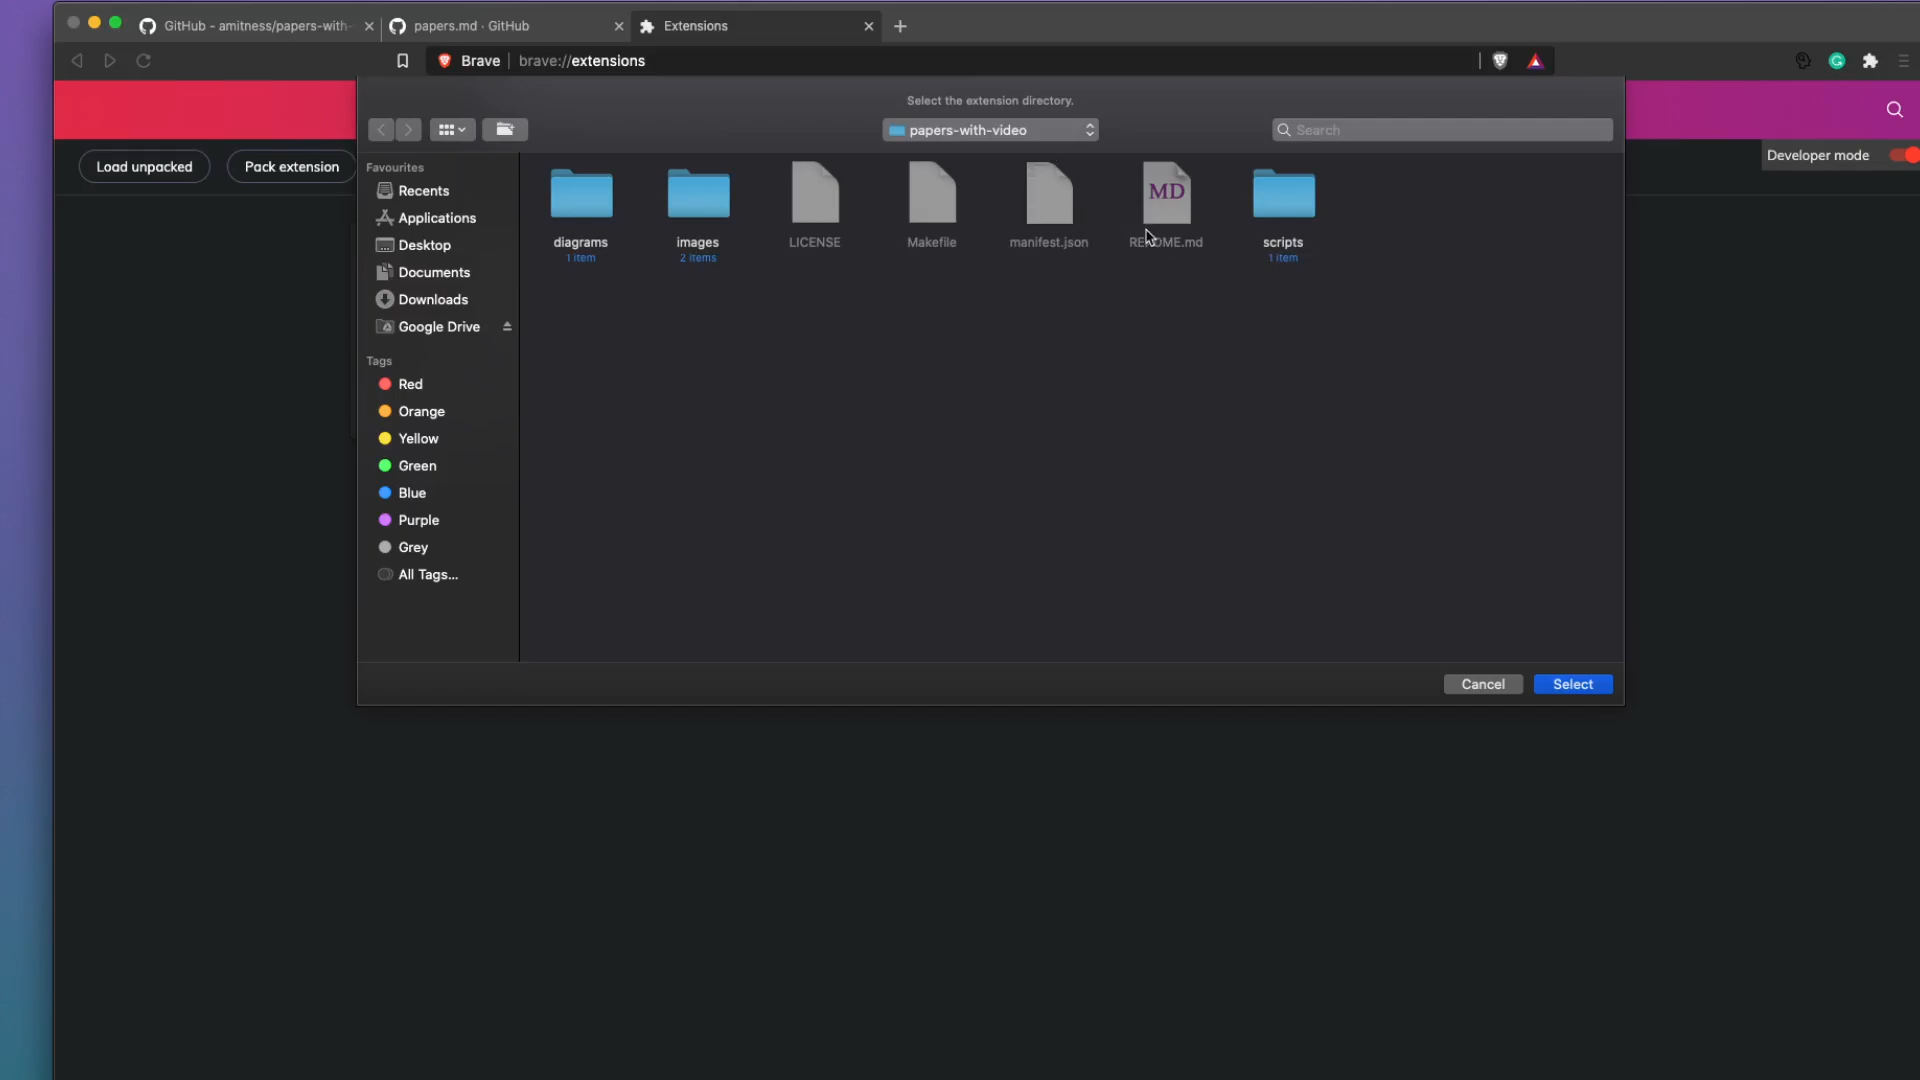 GitHub - amitness/papers-with-
papers.md · GitHub
Extensions
Brave
brave://extensions
Select the extension directory.
papers-with-video
Search
Load unpacked
Pack extension
Developer mode
Favourites
Recents
Applications
Desktop
Documents
Downloads
Google Drive
Tags
Red
Orange
Yellow
Green
Blue
Purple
Grey
All Tags...
diagrams
1 item
images
2 items
LICENSE
Makefile
manifest.json
MD
README.md
scripts
1 item
Cancel
Select